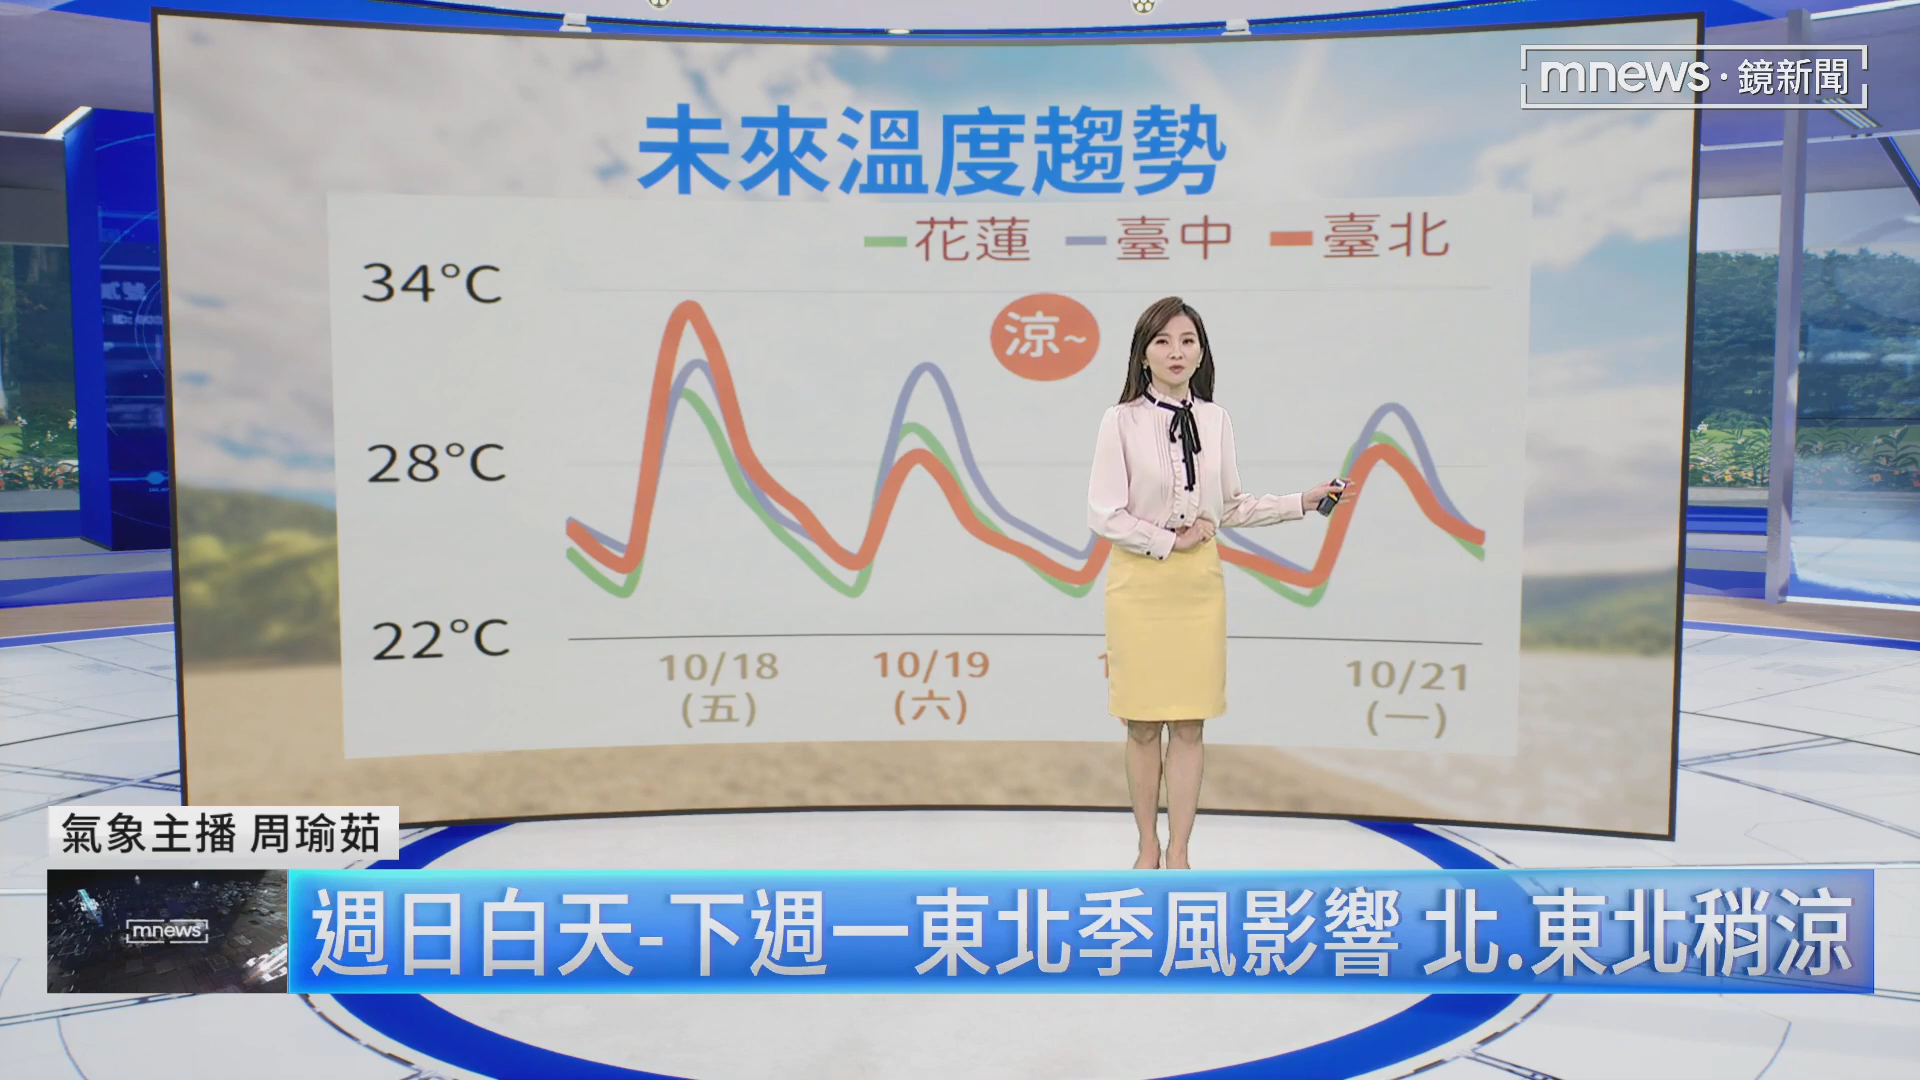 mnews·鏡新聞
未來溫度趨勢
花蓮 臺中 臺北
34°C
涼~
28°C
22°C
10/18 10/19 10/21
(五) (六) (一)
氣象主播 周瑜茹
mnews
週日白天-下週一東北季風影響 北.東北稍涼